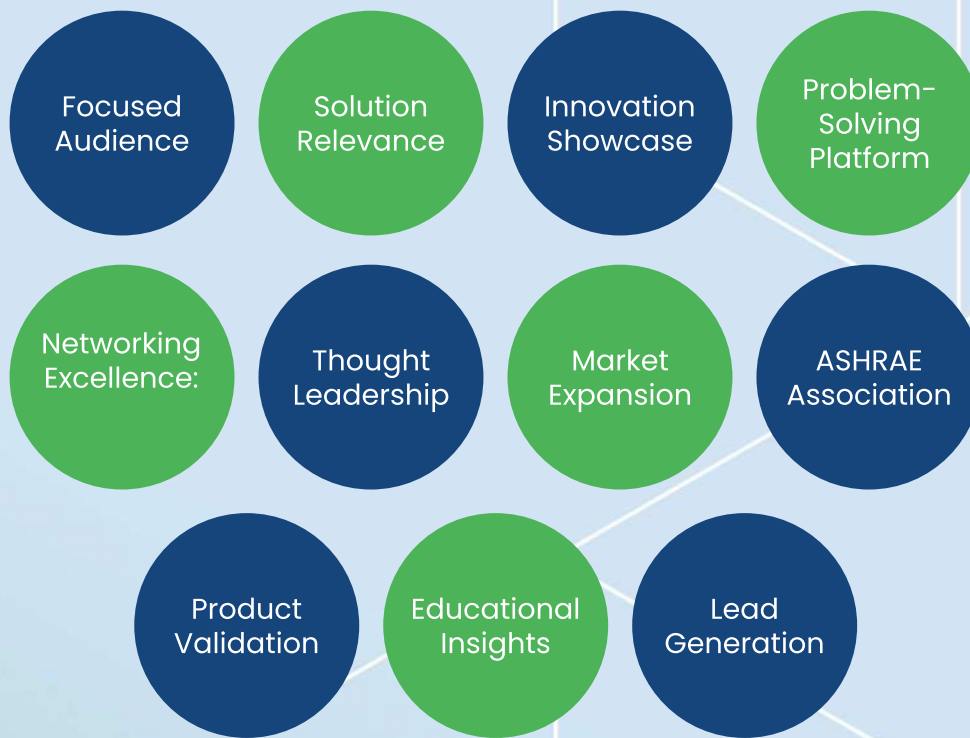 Focused
Audience
Solution
Relevance
Innovation
Showcase
Problem-
Solving
Platform
Networking
Excellence:
Thought
Leadership
Market
Expansion
ASHRAE
Association
Product
Validation
Educational
Insights
Lead
Generation